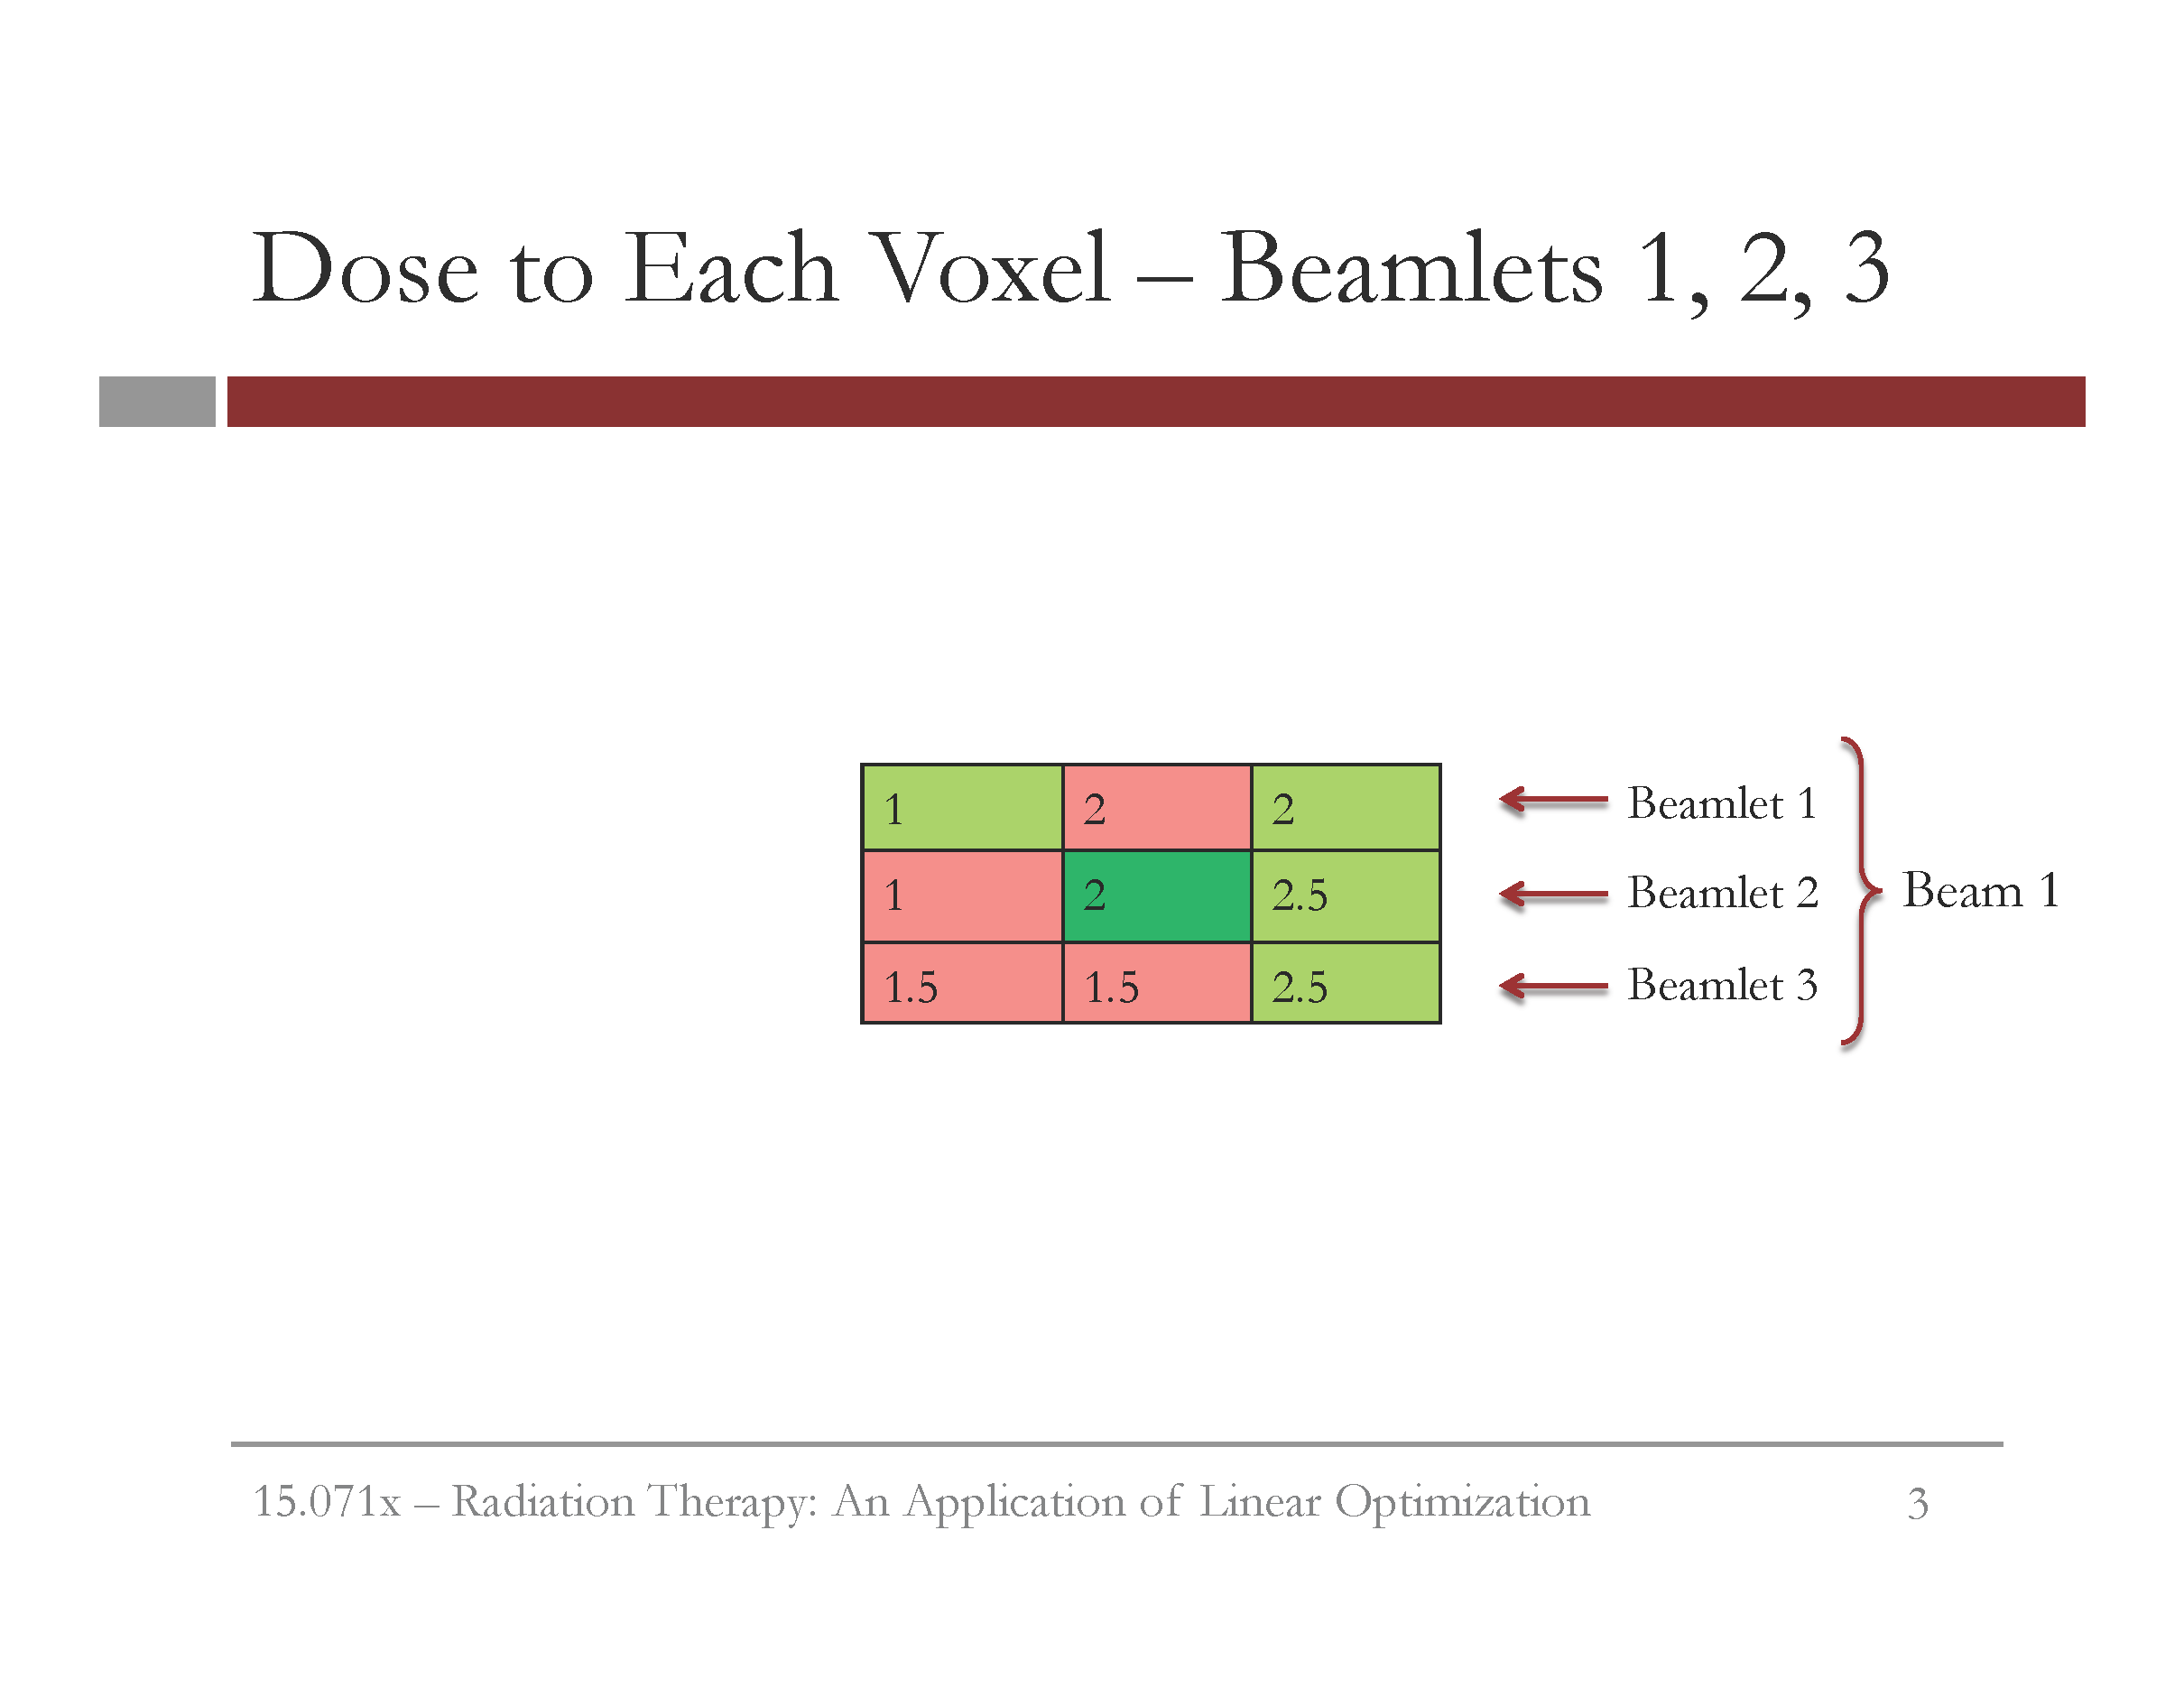 Dose to Each Voxel – Beamlets 1, 2, 3
1 2 2 Beamlet 1
1 2 2.5 Beamlet 2 Beam 1
1.5 1.5 2.5 Beamlet 3
15.071x – Radiation Therapy: An Application of Linear Optimization 3